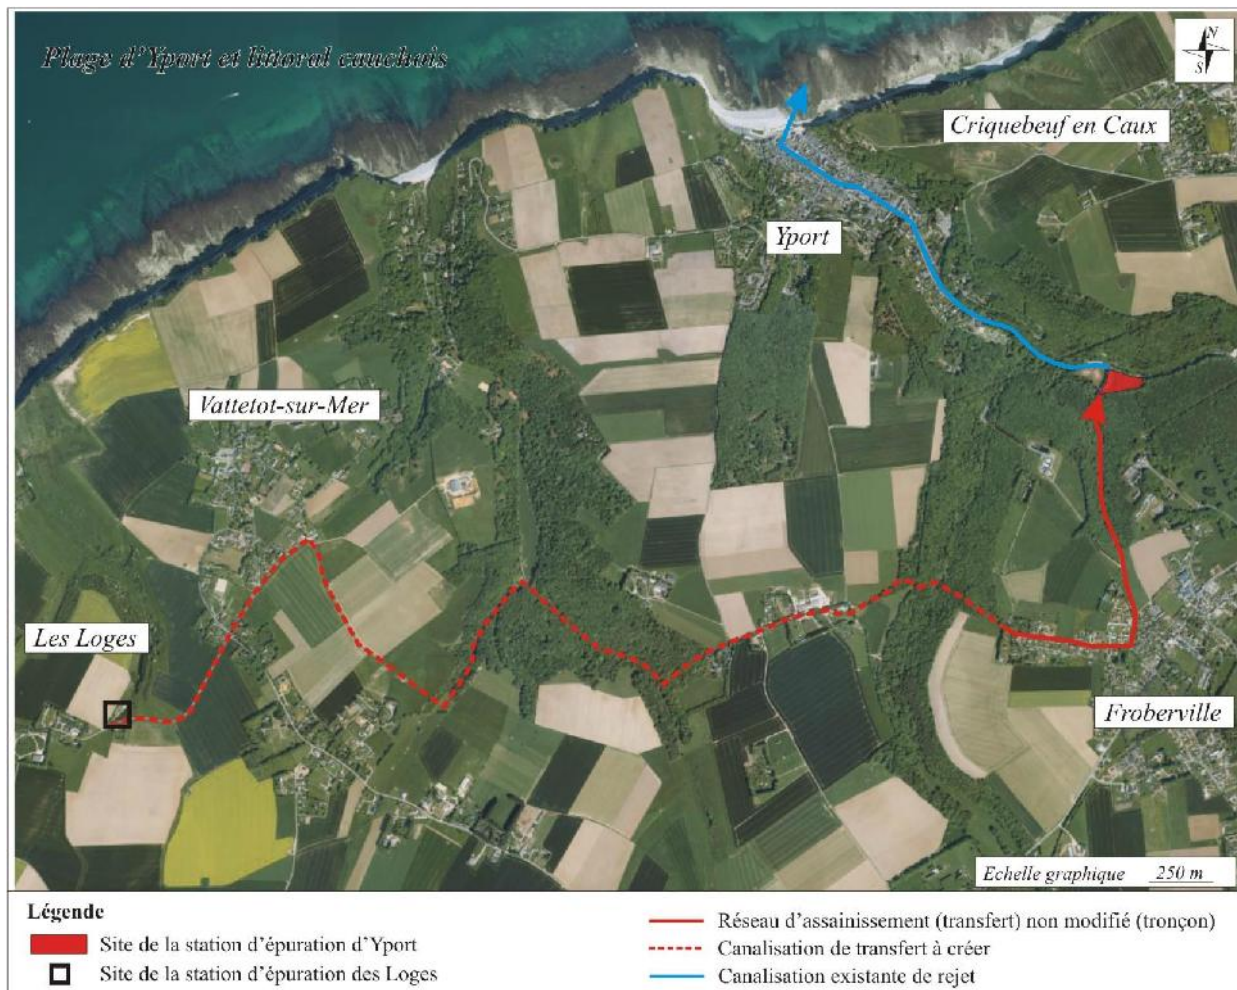 Plage d'Yport et littoral cauchois
N
S
Criquebeuf en Caux
Yport
Vattetot-sur-Mer
Les Loges
Froberville
Echelle graphique 250 m
Légende
Site de la station d'épuration d'Yport
Site de la station d'épuration des Loges
Réseau d'assainissement (transfert) non modifié (tronçon)
Canalisation de transfert à créer
Canalisation existante de rejet